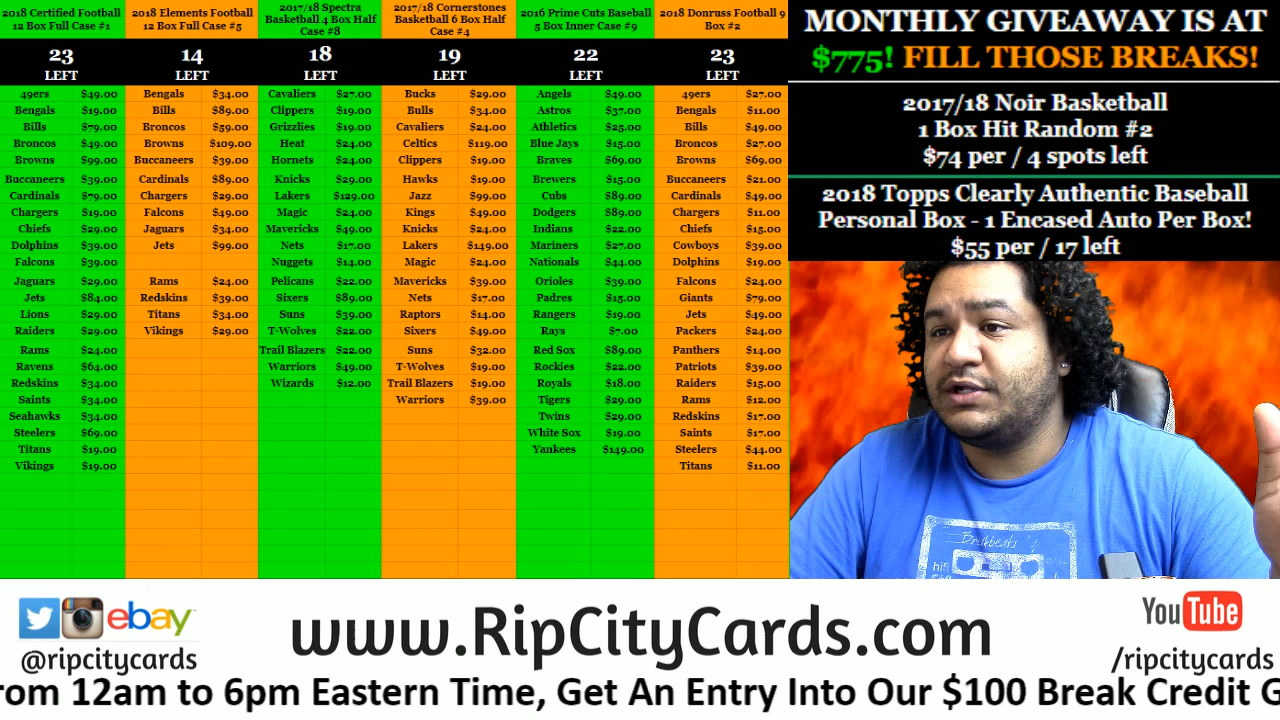 2018 Certified Football
12 Box Full Case #1
23
LEFT
49ers $49.00
Bengals $19.00
Bills $79.00
Broncos $49.00
Browns $99.00
Buccaneers $39.00
Cardinals $79.00
Chargers $19.00
Chiefs $29.00
Dolphins $39.00
Falcons $39.00
Jaguars $29.00
Jets $84.00
Lions $29.00
Raiders $29.00
Rams $24.00
Ravens $64.00
Redskins $34.00
Saints $34.00
Seahawks $34.00
Steelers $69.00
Titans $19.00
Vikings $19.00
2018 Elements Football
12 Box Full Case #5
14
LEFT
Bengals $34.00
Bills $89.00
Broncos $59.00
Browns $109.00
Buccaneers $39.00
Cardinals $89.00
Chargers $29.00
Falcons $49.00
Jaguars $34.00
Jets $99.00
Rams $24.00
Redskins $39.00
Titans $34.00
Vikings $29.00
2017/18 Spectra
Basketball 4 Box Half
Case #8
18
LEFT
Cavaliers $27.00
Clippers $19.00
Grizzlies $19.00
Heat $24.00
Hornets $24.00
Knicks $29.00
Lakers $129.00
Magic $24.00
Mavericks $49.00
Nets $17.00
Nuggets $14.00
Pelicans $22.00
Sixers $89.00
Suns $39.00
T-Wolves $22.00
Trail Blazers $22.00
Warriors $49.00
Wizards $12.00
2017/18 Cornerstones
Basketball 6 Box Half
Case #4
19
LEFT
Bucks $29.00
Bulls $34.00
Cavaliers $24.00
Celtics $119.00
Clippers $19.00
Hawks $19.00
Jazz $99.00
Kings $49.00
Knicks $24.00
Lakers $149.00
Magic $24.00
Mavericks $39.00
Nets $17.00
Raptors $14.00
Sixers $49.00
Suns $32.00
T-Wolves $19.00
Trail Blazers $19.00
Warriors $39.00
2016 Prime Cuts Baseball
5 Box Inner Case #9
22
LEFT
Angels $49.00
Astros $37.00
Athletics $25.00
Blue Jays $15.00
Braves $69.00
Brewers $15.00
Cubs $89.00
Dodgers $89.00
Indians $22.00
Mariners $27.00
Nationals $44.00
Orioles $39.00
Padres $15.00
Rangers $19.00
Rays $7.00
Red Sox $89.00
Rockies $22.00
Royals $18.00
Tigers $29.00
Twins $29.00
White Sox $19.00
Yankees $149.00
2018 Donruss Football 9
Box #2
23
LEFT
49ers $27.00
Bengals $11.00
Bills $49.00
Broncos $27.00
Browns $69.00
Buccaneers $21.00
Cardinals $49.00
Chargers $11.00
Chiefs $15.00
Cowboys $39.00
Dolphins $19.00
Falcons $24.00
Giants $79.00
Jets $49.00
Packers $24.00
Panthers $14.00
Patriots $39.00
Raiders $15.00
Rams $12.00
Redskins $17.00
Saints $17.00
Steelers $44.00
Titans $11.00
MONTHLY GIVEAWAY IS AT
$775! FILL THOSE BREAKS!
2017/18 Noir Basketball
1 Box Hit Random #2
$74 per / 4 spots left
2018 Topps Clearly Authentic Baseball
Personal Box - 1 Encased Auto Per Box!
$55 per / 17 left
hifi
ebay
@ripcitycards
www.RipCityCards.com
YouTube
/ripcitycards
rom 12am to 6pm Eastern Time, Get An Entry Into Our $100 Break Credit G